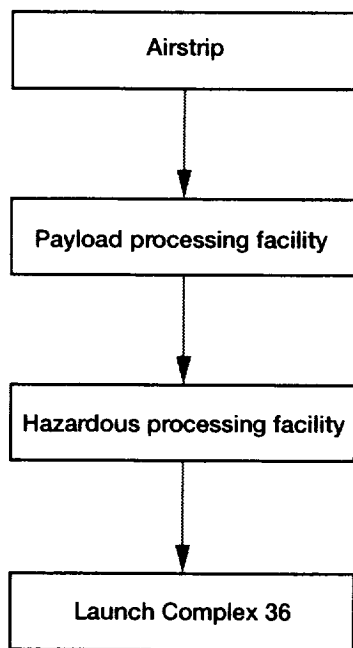 Airstrip
Payload processing facility
Hazardous processing facility
Launch Complex 36